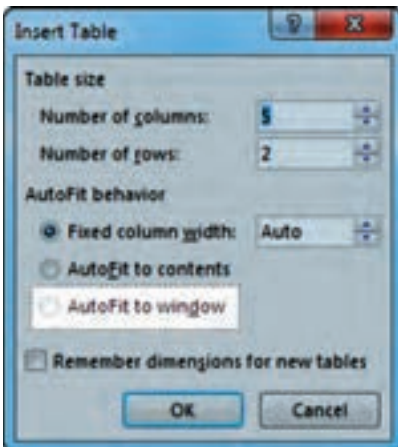 Insert Table
Table size
Number of columns: 5
Number of rows: 2
AutoFit behavior
Fixed column width: Auto
AutoFit to contents
AutoFit to window
Remember dimensions for new tables
OK Cancel